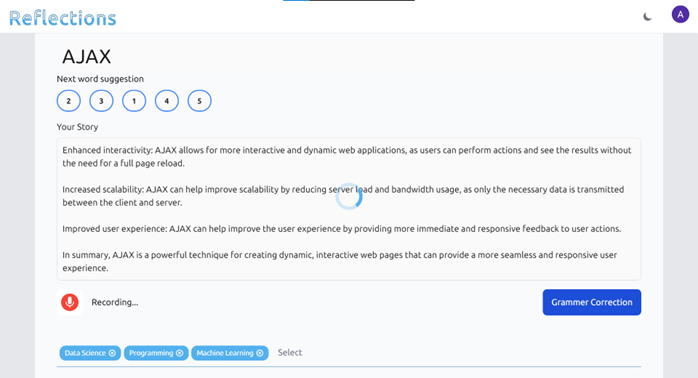 Reflections
A
AJAX
Next word suggestion
2 3 1 4 5
Your Story
Enhanced interactivity: AJAX allows for more interactive and dynamic web applications, as users can perform actions and see the results without
the need for a full page reload.
Increased scalability: AJAX can help improve scalability by reducing server load and bandwidth usage, as only the necessary data is transmitted
between the client and server.
Improved user experience: AJAX can help improve the user experience by providing more immediate and responsive feedback to user actions.
In summary, AJAX is a powerful technique for creating dynamic, interactive web pages that can provide a more seamless and responsive user
experience.
Recording...
Grammer Correction
Data Science Programming Machine Learning Select